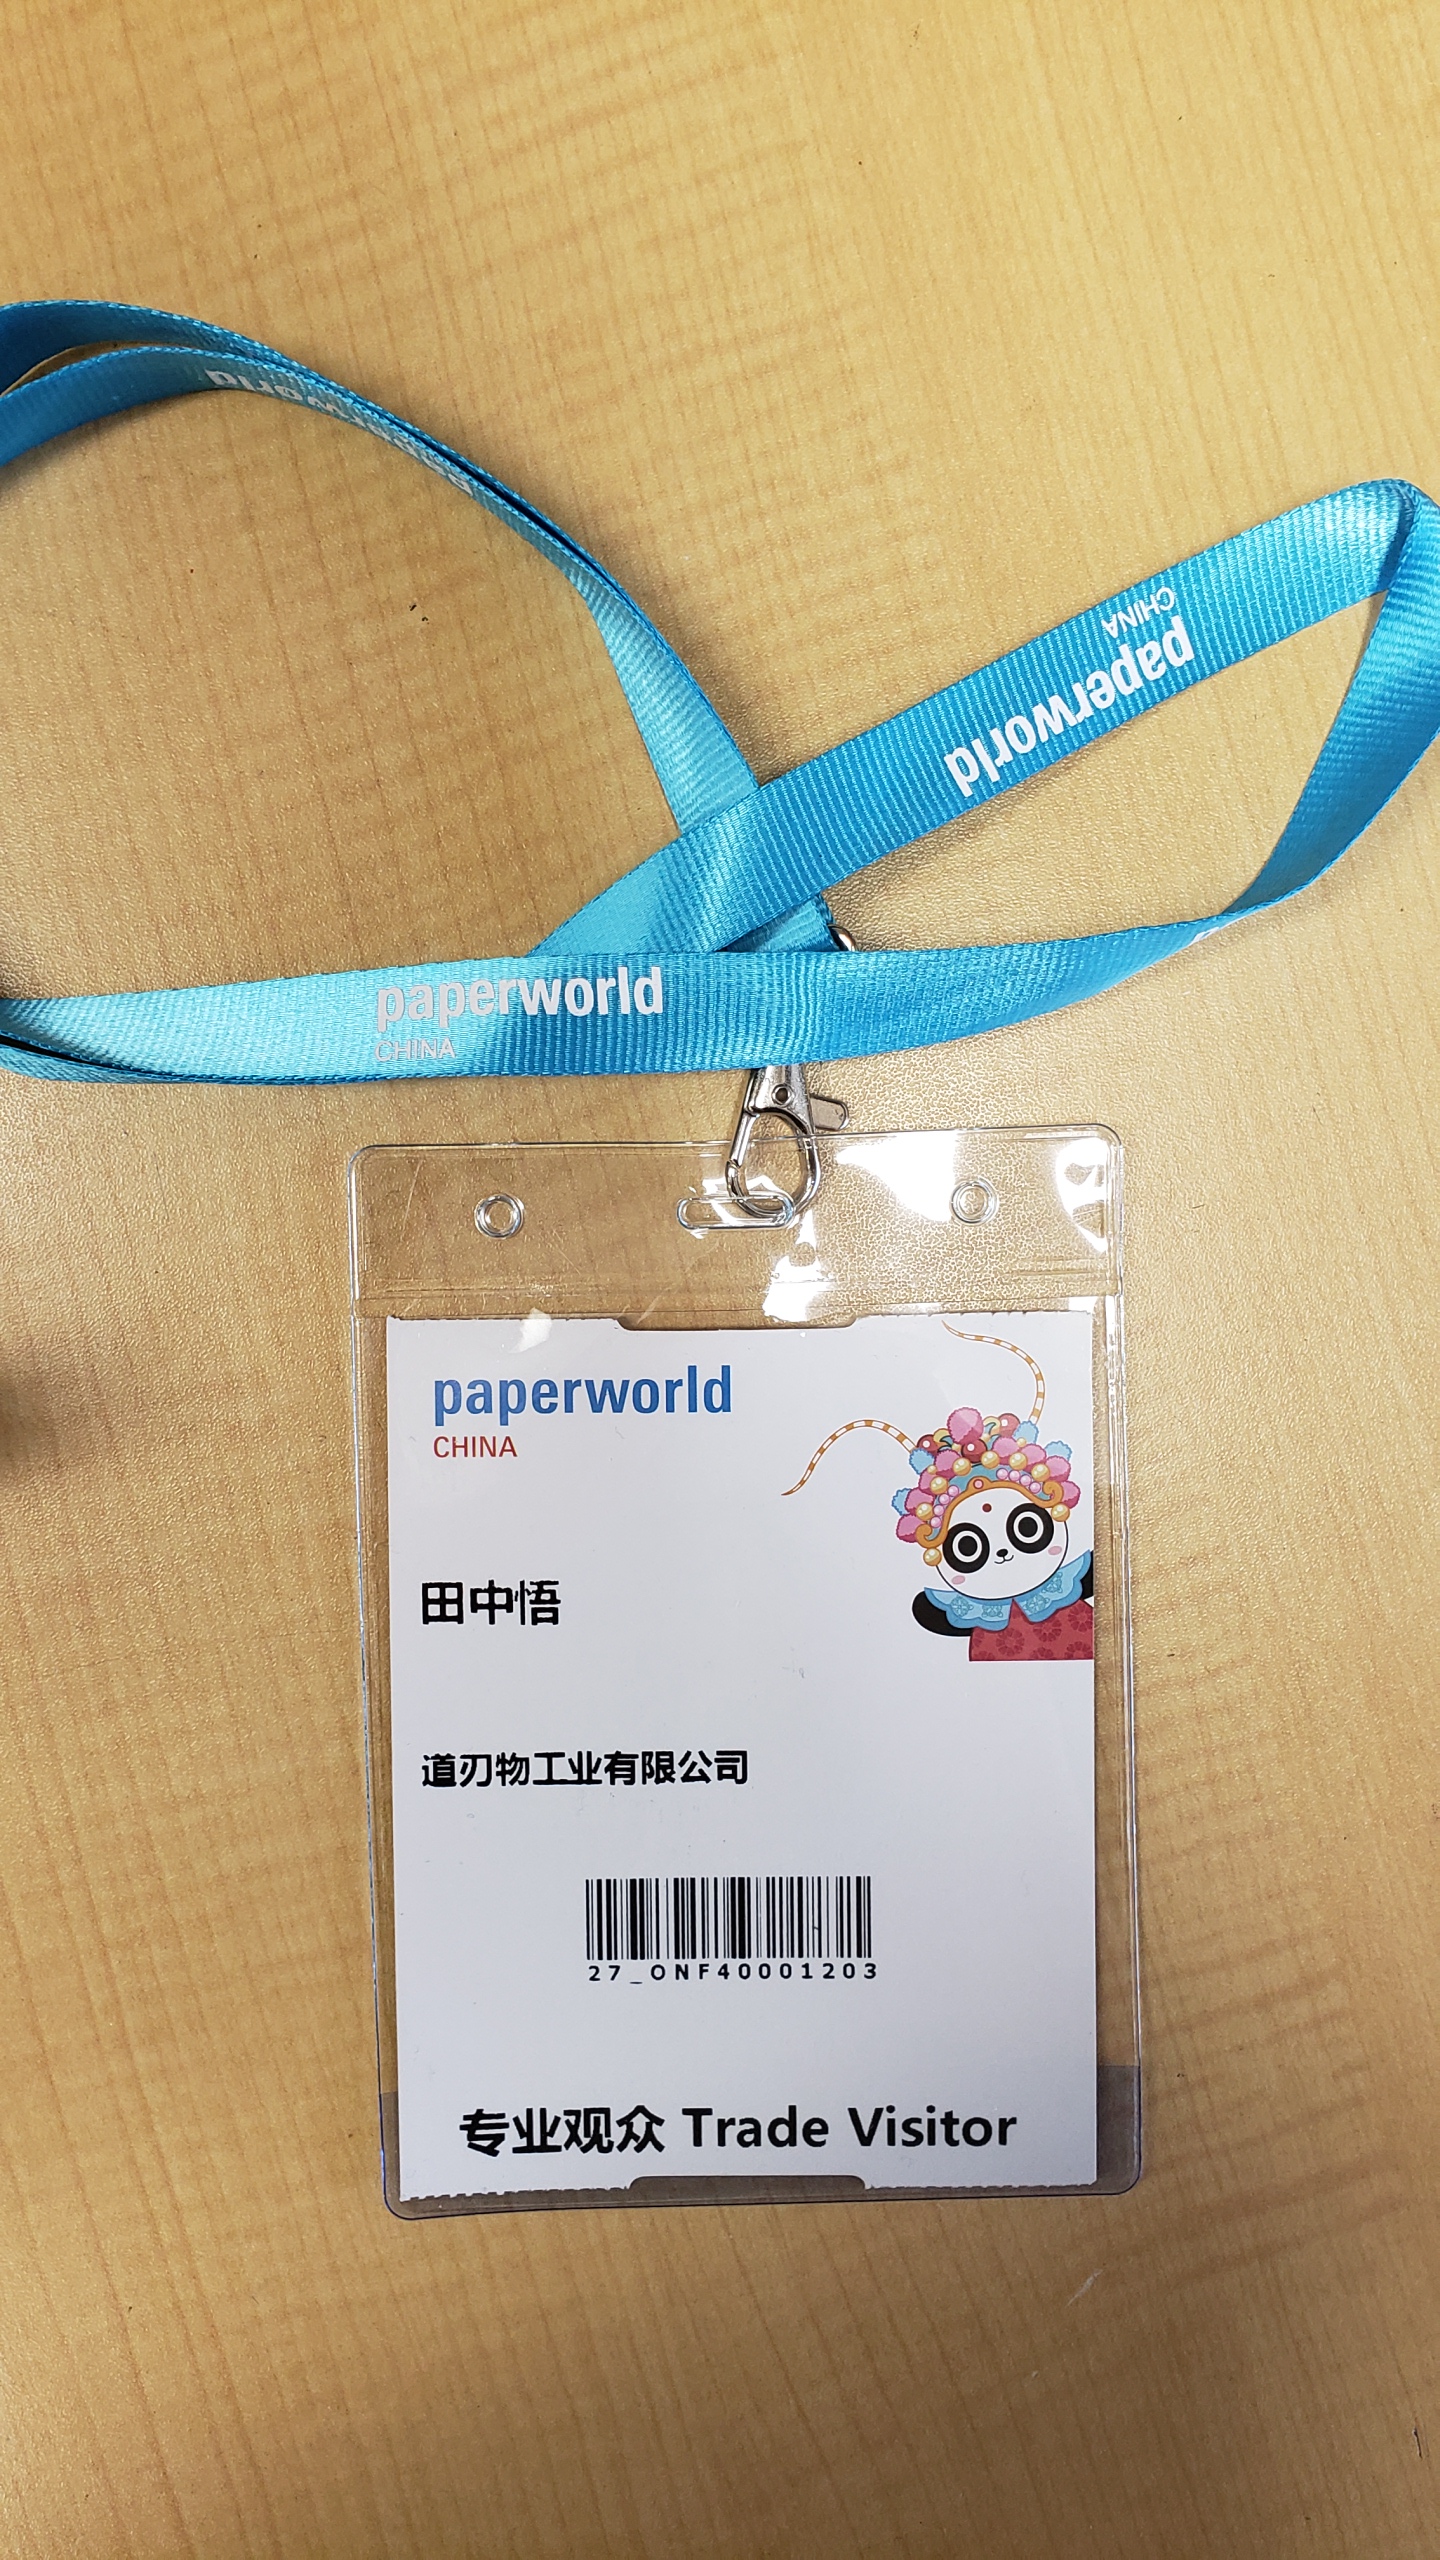 paperworld
paperworld
CHINA
paperworld
CHINA
paperworld
CHINA
田中悟
道刃物工业有限公司
27_ONF40001203
专业观众 Trade Visitor